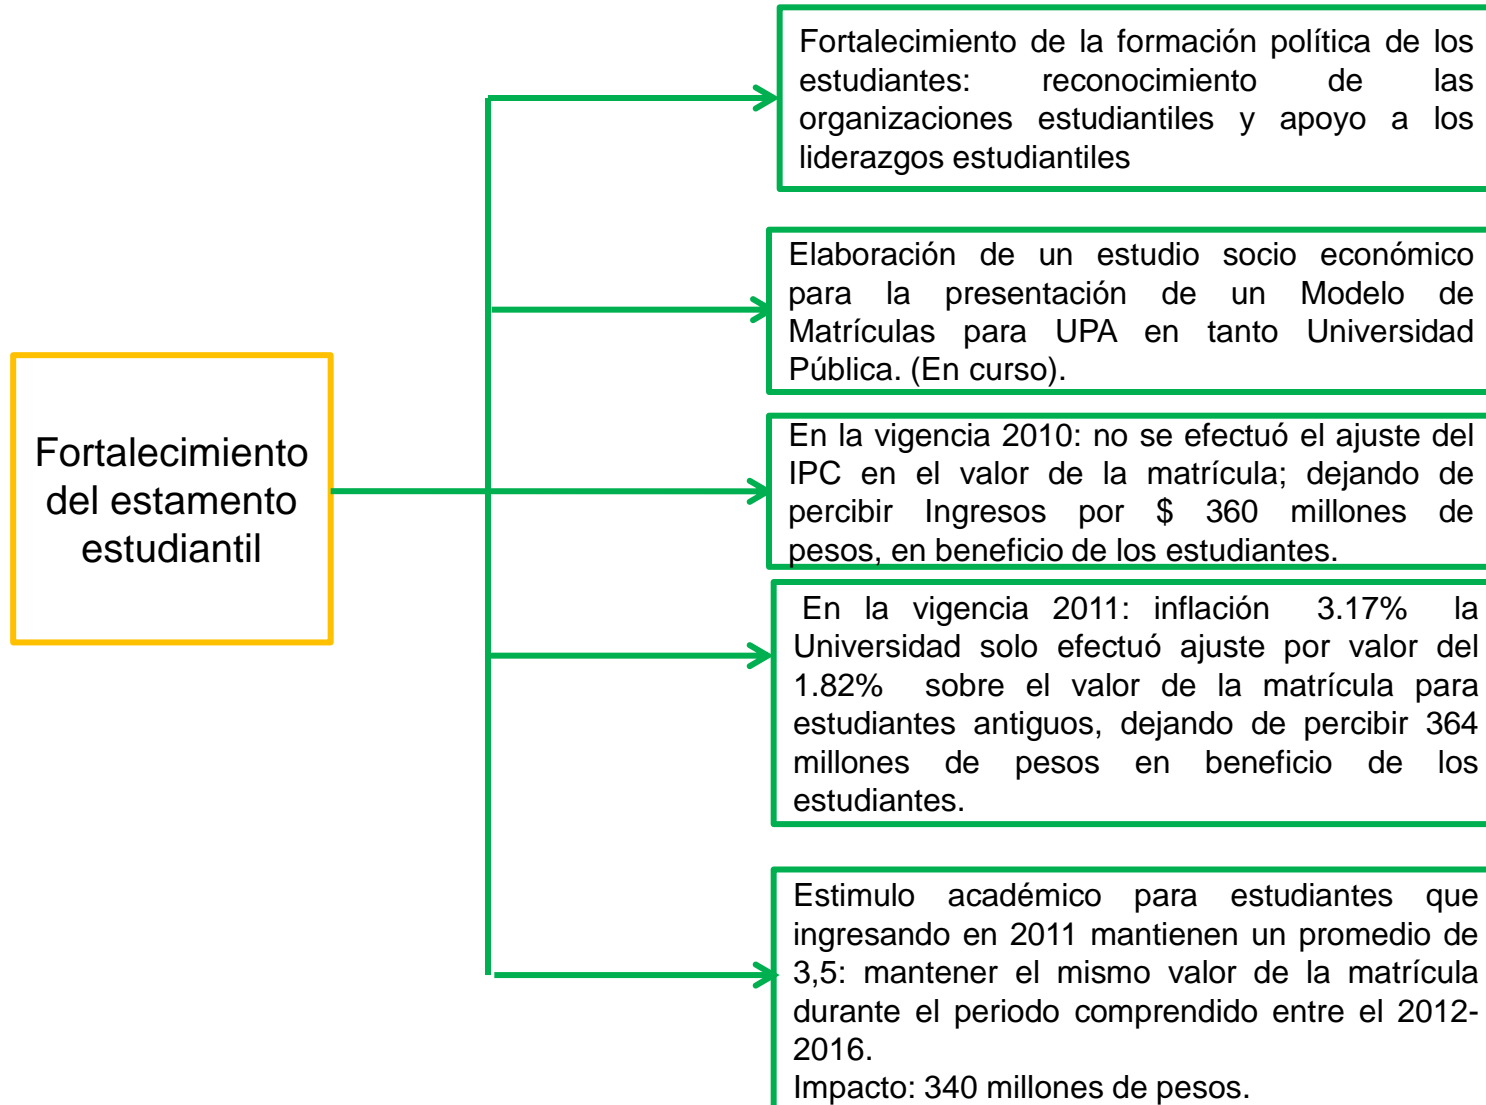 Fortalecimiento
del estamento
estudiantil
Fortalecimiento de la formación política de los
estudiantes: reconocimiento de las
organizaciones estudiantiles y apoyo a los
liderazgos estudiantiles
Elaboración de un estudio socio económico
para la presentación de un Modelo de
Matrículas para UPA en tanto Universidad
Pública. (En curso).
En la vigencia 2010: no se efectuó el ajuste del
IPC en el valor de la matrícula; dejando de
percibir Ingresos por $ 360 millones de
pesos, en beneficio de los estudiantes.
En la vigencia 2011: inflación 3.17% la
Universidad solo efectuó ajuste por valor del
1.82% sobre el valor de la matrícula para
estudiantes antiguos, dejando de percibir 364
millones de pesos en beneficio de los
estudiantes.
Estimulo académico para estudiantes que
ingresando en 2011 mantienen un promedio de
3,5: mantener el mismo valor de la matrícula
durante el periodo comprendido entre el 2012-
2016.
Impacto: 340 millones de pesos.